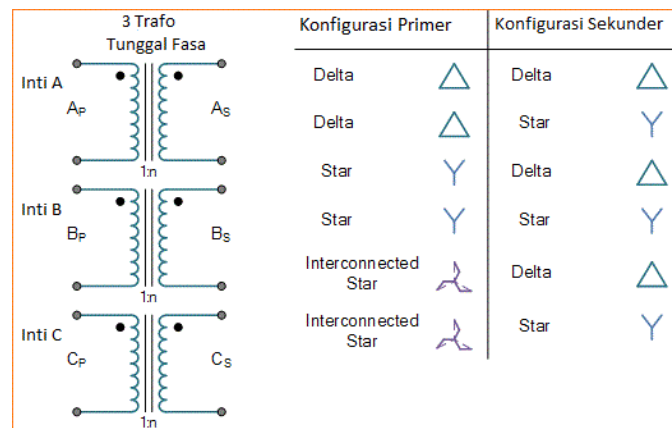 3 Trafo
Tunggal Fasa
Inti A
AP
AS
1:n
Inti B
BP
BS
1:n
Inti C
CP
CS
1:n
Konfigurasi Primer
Konfigurasi Sekunder
Delta
Delta
Delta
Star
Star
Delta
Star
Star
Interconnected
Star
Delta
Interconnected
Star
Star